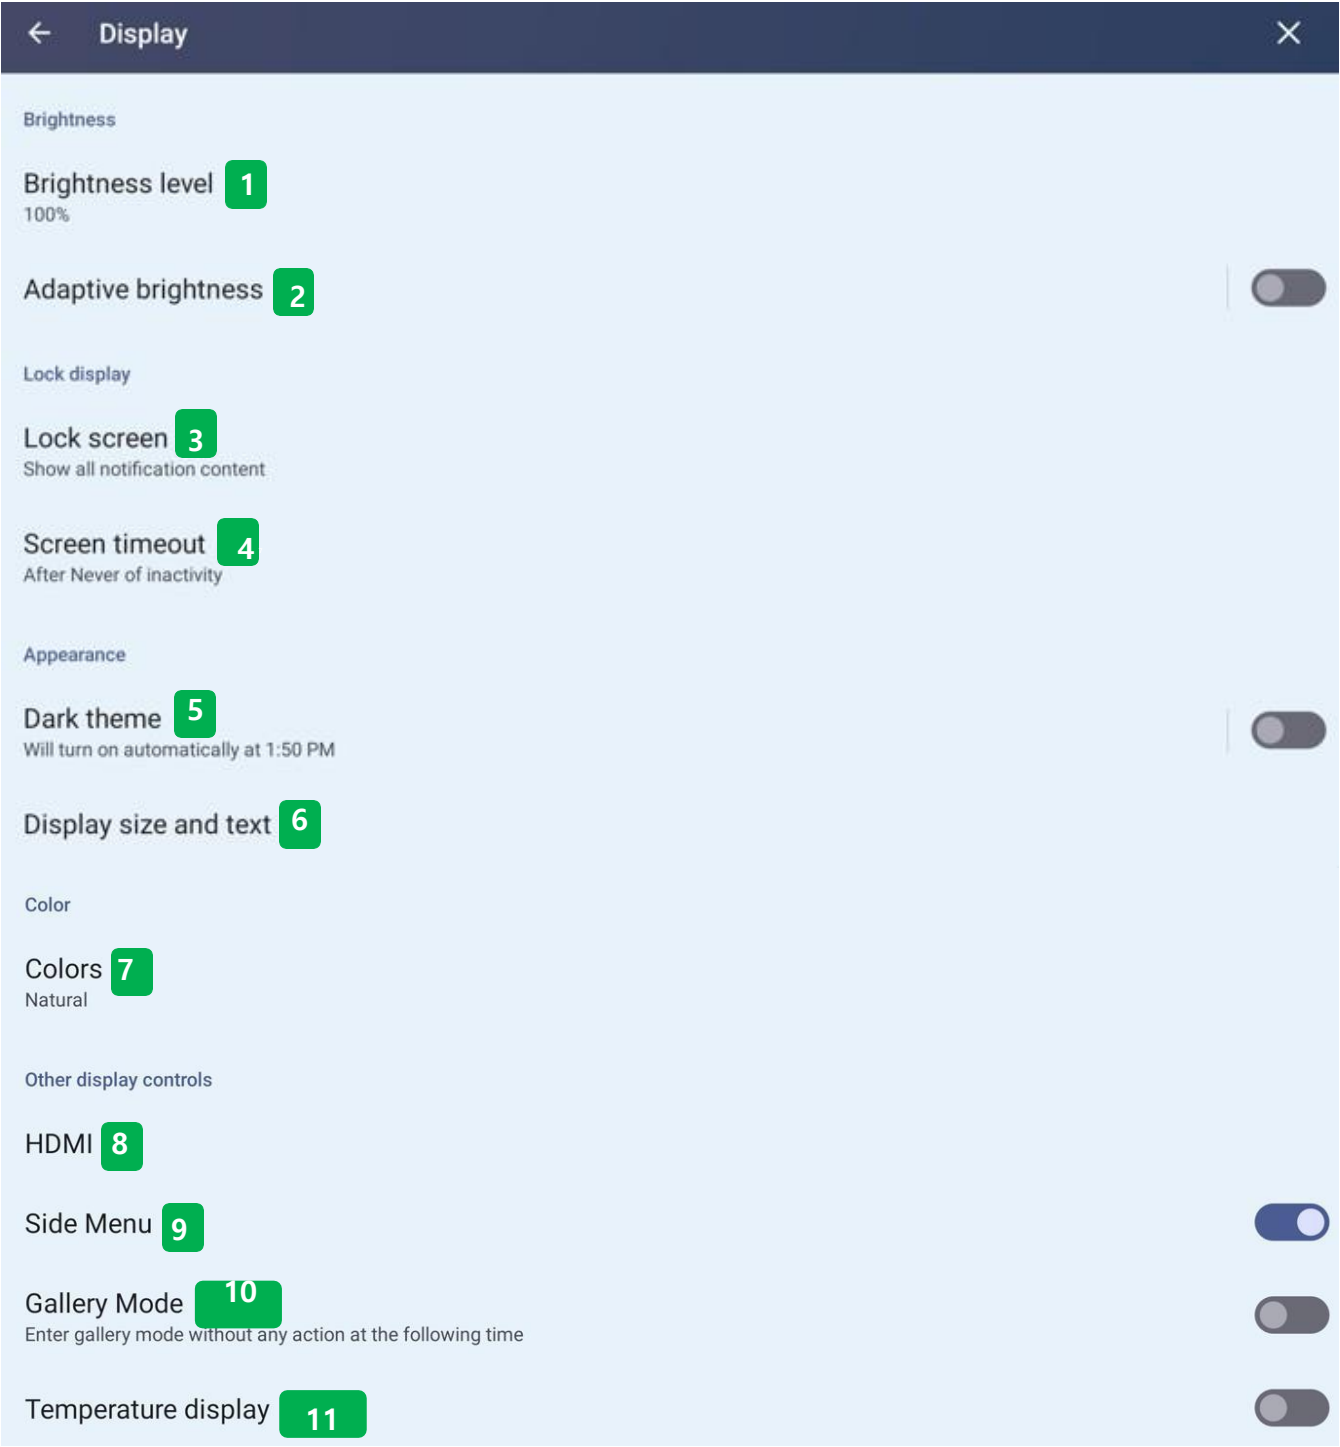 Display
Brightness
Brightness level 1
100%
Adaptive brightness 2
Lock display
Lock screen 3
Show all notification content
Screen timeout 4
After Never of inactivity
Appearance
Dark theme 5
Will turn on automatically at 1:50 PM
Display size and text 6
Color
Colors 7
Natural
Other display controls
HDMI 8
Side Menu 9
Gallery Mode 10
Enter gallery mode without any action at the following time
Temperature display 11